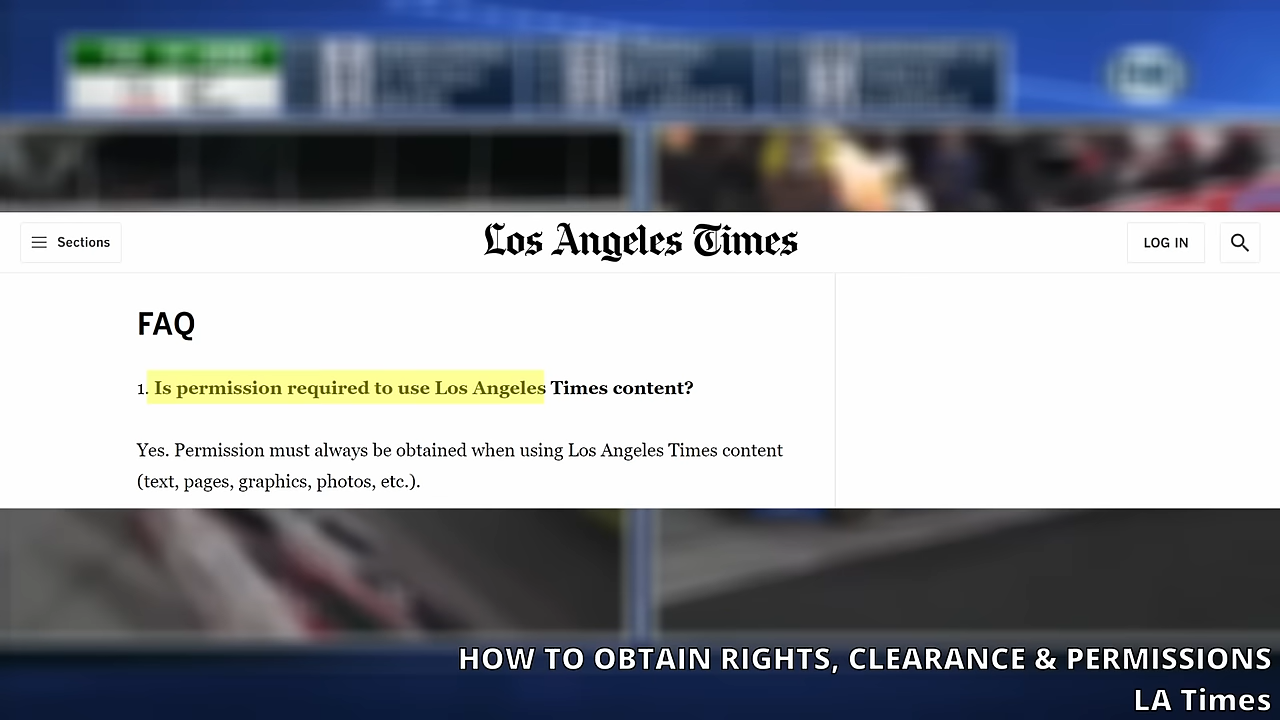 Sections
Los Angeles Times
LOG IN
FAQ
1. Is permission required to use Los Angeles Times content?
Yes. Permission must always be obtained when using Los Angeles Times content
(text, pages, graphics, photos, etc.).
HOW TO OBTAIN RIGHTS, CLEARANCE & PERMISSIONS
LA Times